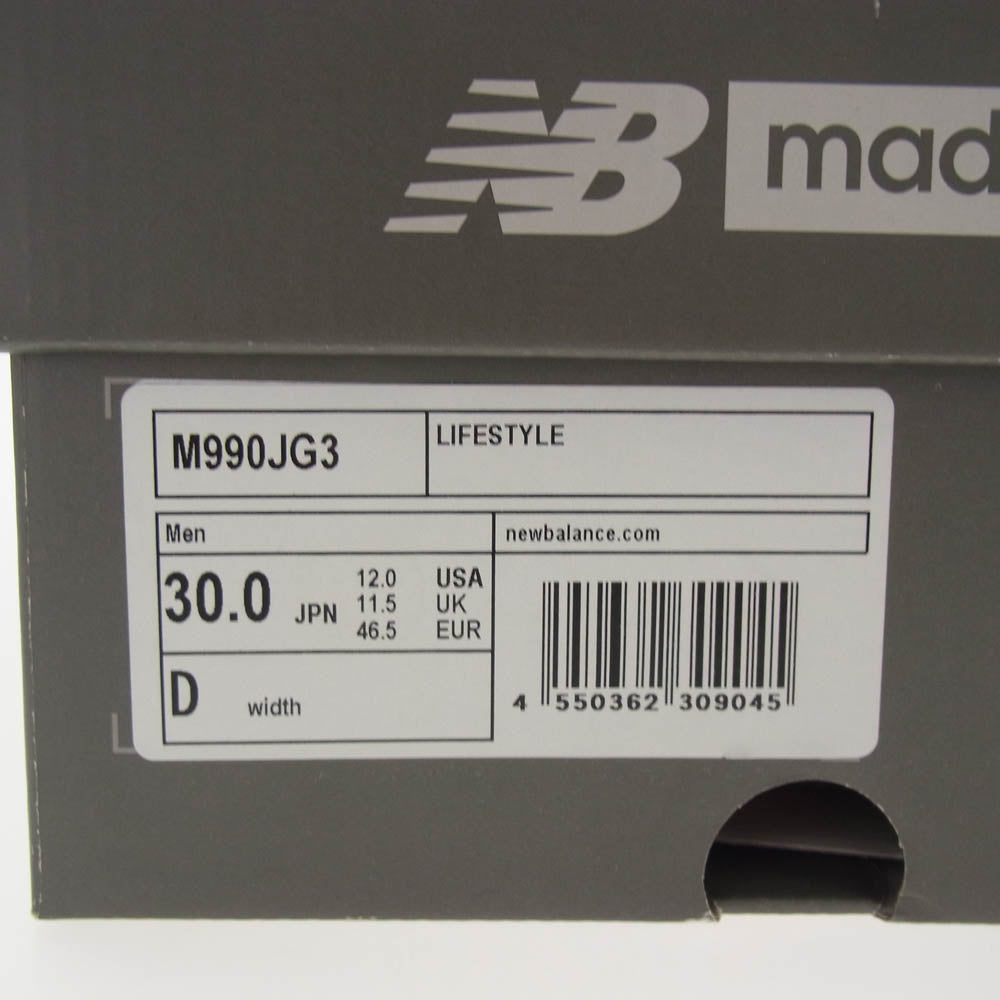 NB mad
M990JG3 LIFESTYLE
Men newbalance.com
30.0 JPN
12.0 USA
11.5 UK
46.5 EUR
D width
4 550362 309045